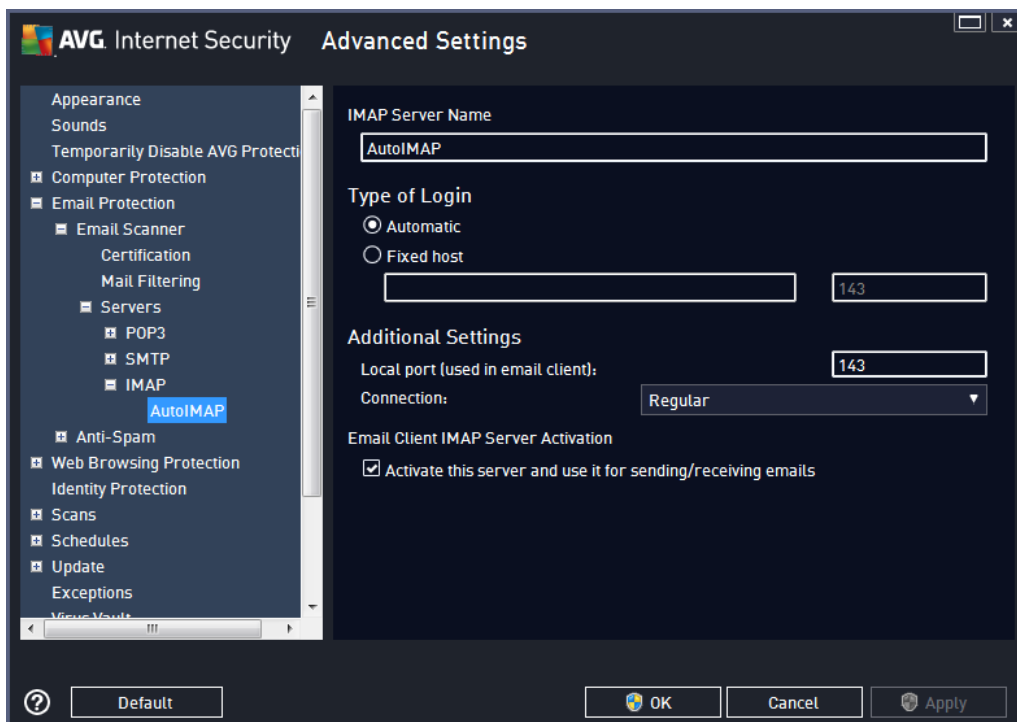 AVG. Internet Security Advanced Settings
Appearance
Sounds
Temporarily Disable AVG Protecti
Computer Protection
Email Protection
Email Scanner
Certification
Mail Filtering
Servers
POP3
SMTP
IMAP
AutoIMAP
Anti-Spam
Web Browsing Protection
Identity Protection
Scans
Schedules
Update
Exceptions
Virus Vault
IMAP Server Name
AutoIMAP
Type of Login
Automatic
Fixed host
143
Additional Settings
Local port (used in email client): 143
Connection: Regular
Email Client IMAP Server Activation
Activate this server and use it for sending/receiving emails
? Default OK Cancel Apply